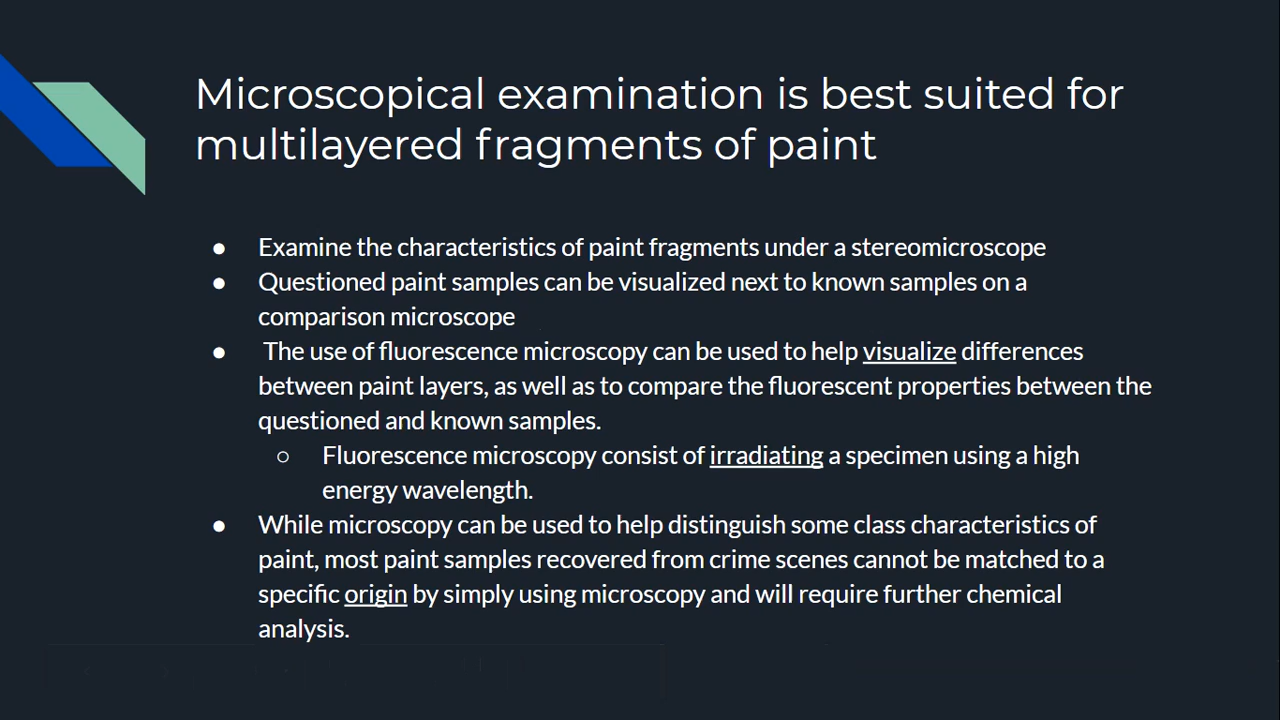 Microscopical examination is best suited for
multilayered fragments of paint
● Examine the characteristics of paint fragments under a stereomicroscope
● Questioned paint samples can be visualized next to known samples on a
comparison microscope
● The use of fluorescence microscopy can be used to help visualize differences
between paint layers, as well as to compare the fluorescent properties between the
questioned and known samples.
○ Fluorescence microscopy consist of irradiating a specimen using a high
energy wavelength.
● While microscopy can be used to help distinguish some class characteristics of
paint, most paint samples recovered from crime scenes cannot be matched to a
specific origin by simply using microscopy and will require further chemical
analysis.